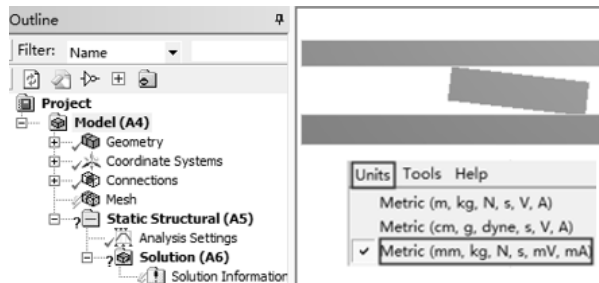 Outline
Filter: Name
Project
Model (A4)
Geometry
Coordinate Systems
Connections
Mesh
Static Structural (A5)
Analysis Settings
Solution (A6)
Solution Information
Units Tools Help
Metric (m, kg, N, s, V, A)
Metric (cm, g, dyne, s, V, A)
Metric (mm, kg, N, s, mV, mA)